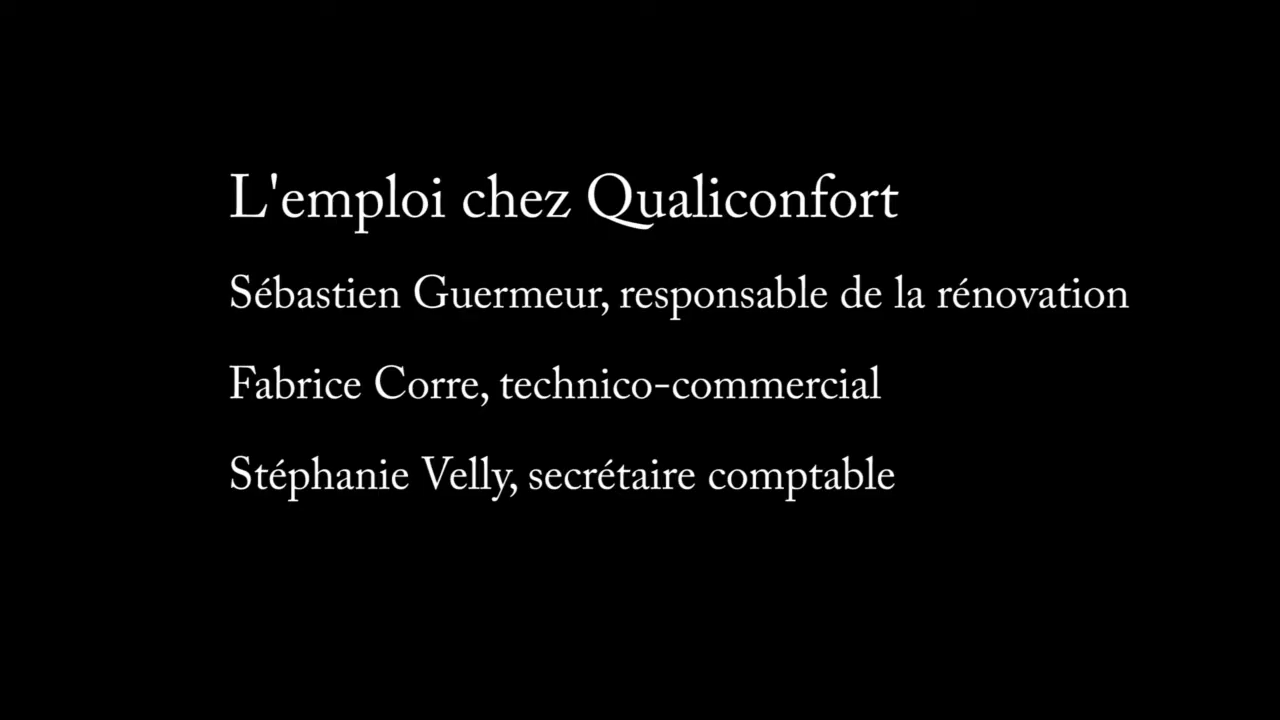 L'emploi chez Qualiconfort
Sébastien Guermeur, responsable de la rénovation
Fabrice Corre, technico-commercial
Stéphanie Velly, secrétaire comptable